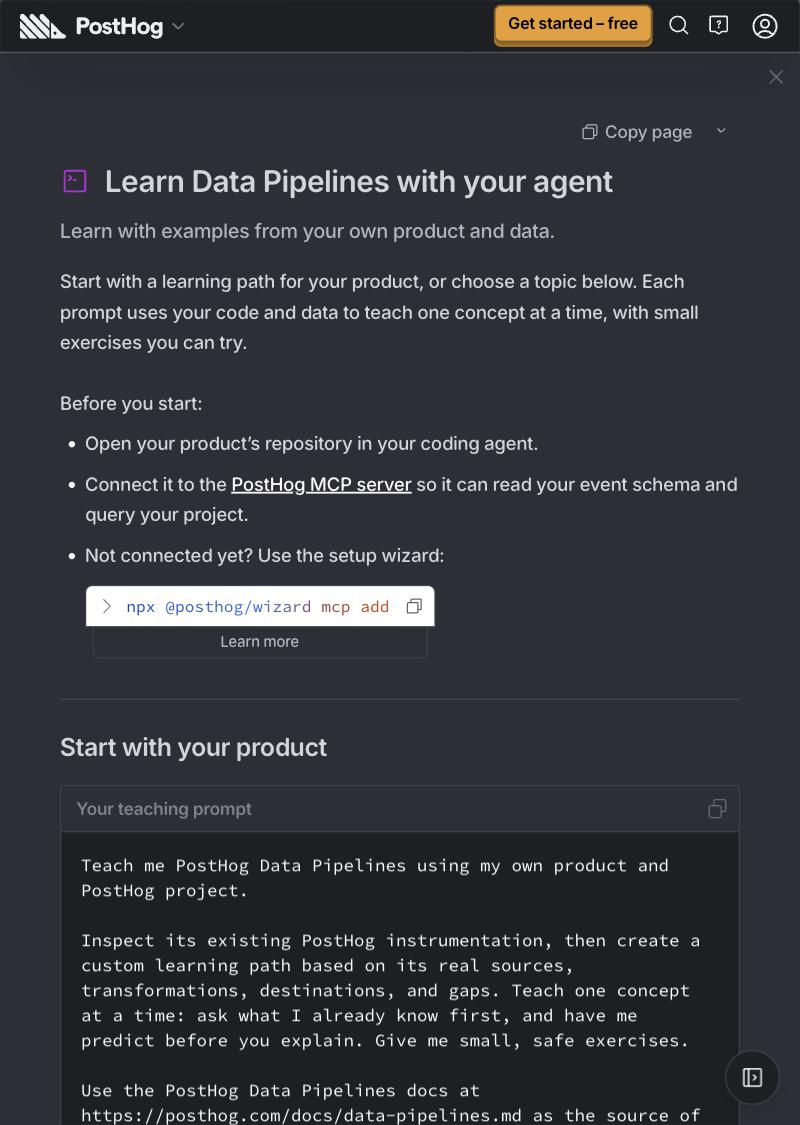 PostHog
Get started – free
Copy page
Learn Data Pipelines with your agent
Learn with examples from your own product and data.
Start with a learning path for your product, or choose a topic below. Each
prompt uses your code and data to teach one concept at a time, with small
exercises you can try.
Before you start:
• Open your product’s repository in your coding agent.
• Connect it to the PostHog MCP server so it can read your event schema and
query your project.
• Not connected yet? Use the setup wizard:
npx @posthog/wizard mcp add
Learn more
Start with your product
Your teaching prompt
Teach me PostHog Data Pipelines using my own product and
PostHog project.
Inspect its existing PostHog instrumentation, then create a
custom learning path based on its real sources,
transformations, destinations, and gaps. Teach one concept
at a time: ask what I already know first, and have me
predict before you explain. Give me small, safe exercises.
Use the PostHog Data Pipelines docs at
https://posthog.com/docs/data-pipelines.md as the source of